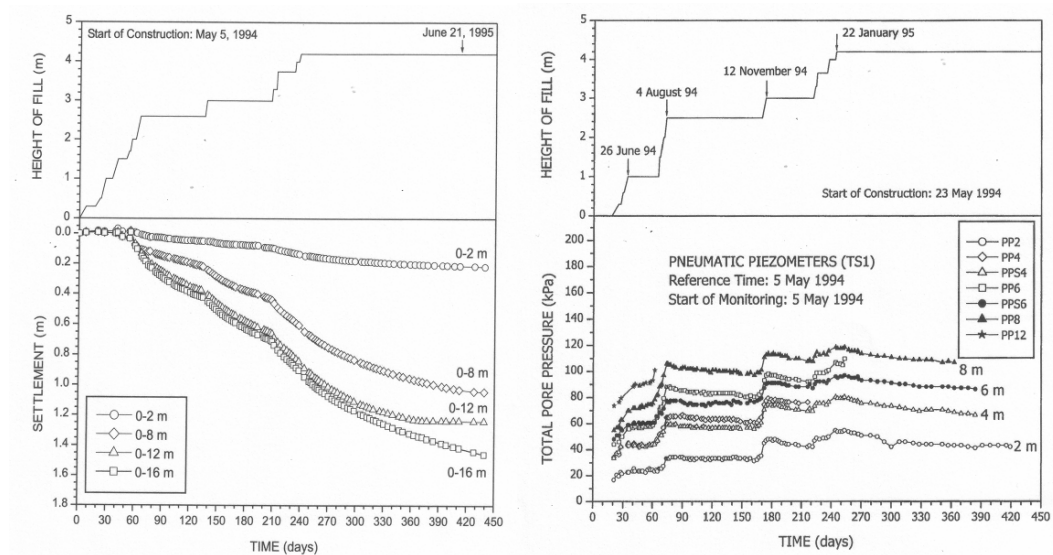 5
4
3
2
1
0
HEIGHT OF FILL (m)
Start of Construction: May 5, 1994
June 21, 1995
0.0
0.2
0.4
0.6
0.8
1.0
1.2
1.4
1.6
1.8
SETTLEMENT (m)
0-2 m
0-8 m
0-12 m
0-16 m
0-2 m
0-8 m
0-12 m
0-16 m
0 30 60 90 120 150 180 210 240 270 300 330 360 390 420 450
TIME (days)
5
4
3
2
1
0
HEIGHT OF FILL (m)
22 January 95
12 November 94
4 August 94
26 June 94
Start of Construction: 23 May 1994
200
180
160
140
120
100
80
60
40
20
0
TOTAL PORE PRESSURE (kPa)
PNEUMATIC PIEZOMETERS (TS1)
Reference Time: 5 May 1994
Start of Monitoring: 5 May 1994
PP2
PP4
PPS4
PP6
PPS6
PP8
PP12
8 m
6 m
4 m
2 m
0 30 60 90 120 150 180 210 240 270 300 330 360 390 420 450
TIME (days)